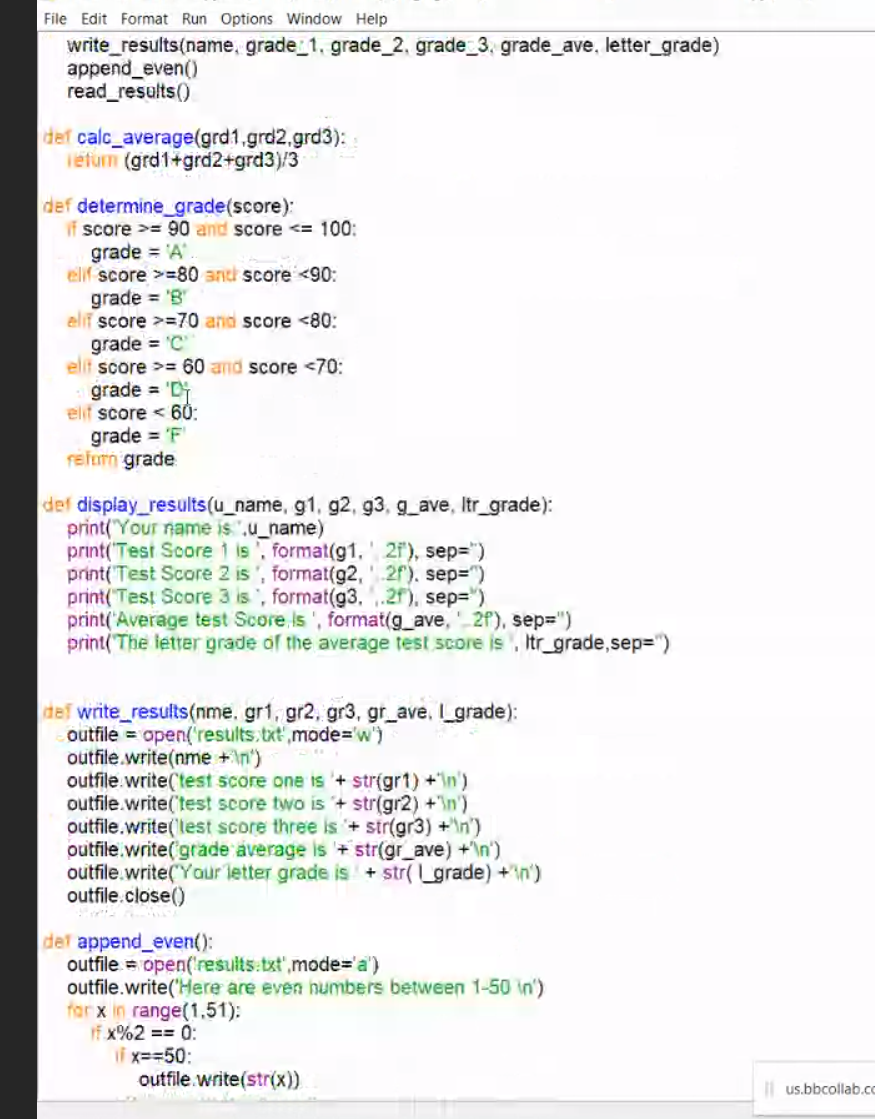 File Edit Format Run Options Window Help
write_results(name, grade_1, grade_2, grade_3, grade_ave, letter_grade)
append_even()
read_results()
def calc_average(grd1,grd2,grd3):
return (grd1+grd2+grd3)/3
def determine_grade(score):
if score >= 90 and score <= 100:
grade = 'A'
elif score >=80 and score <90:
grade = 'B'
elif score >=70 and score <80:
grade = 'C'
elif score >= 60 and score <70:
grade = 'D'
elif score < 60:
grade = 'F'
return grade
def display_results(u_name, g1, g2, g3, g_ave, ltr_grade):
print('Your name is ',u_name)
print('Test Score 1 is ', format(g1, ',.2f'), sep='')
print('Test Score 2 is ', format(g2, ',.2f'), sep='')
print('Test Score 3 is ', format(g3, ',.2f'), sep='')
print('Average test Score is ', format(g_ave, ',.2f'), sep='')
print('The letter grade of the average test score is ', ltr_grade,sep='')
def write_results(nme, gr1, gr2, gr3, gr_ave, l_grade):
outfile = open('results.txt',mode='w')
outfile.write(nme +'\n')
outfile.write('test score one is '+ str(gr1) +'\n')
outfile.write('test score two is '+ str(gr2) +'\n')
outfile.write('test score three is '+ str(gr3) +'\n')
outfile.write('grade average is '+ str(gr_ave) +'\n')
outfile.write('Your letter grade is ' + str( l_grade) +'\n')
outfile.close()
def append_even():
outfile = open('results.txt',mode='a')
outfile.write('Here are even numbers between 1-50 \n')
for x in range(1,51):
if x%2 == 0:
if x==50:
outfile.write(str(x))
us.bbcollab.co